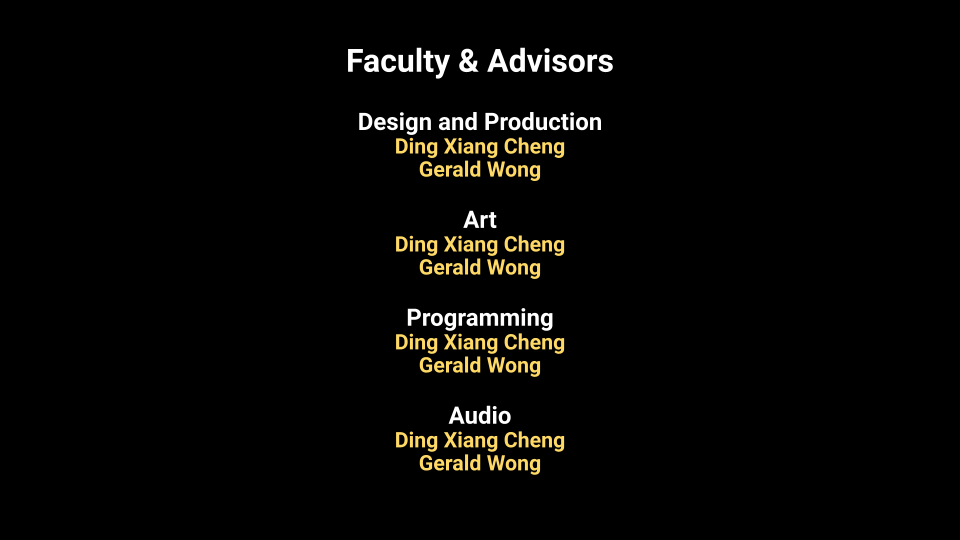 Faculty & Advisors
Design and Production
Ding Xiang Cheng
Gerald Wong
Art
Ding Xiang Cheng
Gerald Wong
Programming
Ding Xiang Cheng
Gerald Wong
Audio
Ding Xiang Cheng
Gerald Wong